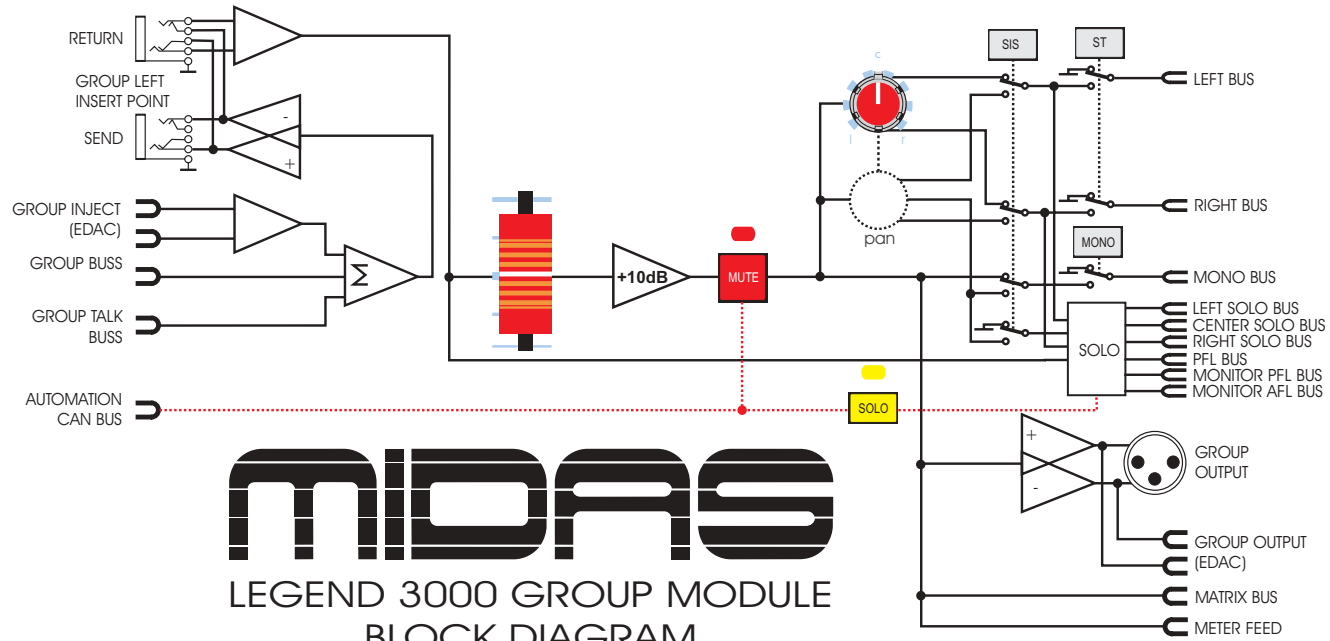 RETURN
GROUP LEFT
INSERT POINT
SEND
-
+
GROUP INJECT
(EDAC)
GROUP BUSS
Σ
GROUP TALK
BUSS
AUTOMATION
CAN BUS
+10dB
MUTE
c
l
r
pan
SIS
ST
MONO
LEFT BUS
RIGHT BUS
MONO BUS
LEFT SOLO BUS
CENTER SOLO BUS
RIGHT SOLO BUS
PFL BUS
MONITOR PFL BUS
MONITOR AFL BUS
SOLO
SOLO
+
-
GROUP
OUTPUT
GROUP OUTPUT
(EDAC)
MATRIX BUS
METER FEED
MIDAS
LEGEND 3000 GROUP MODULE
BLOCK DIAGRAM